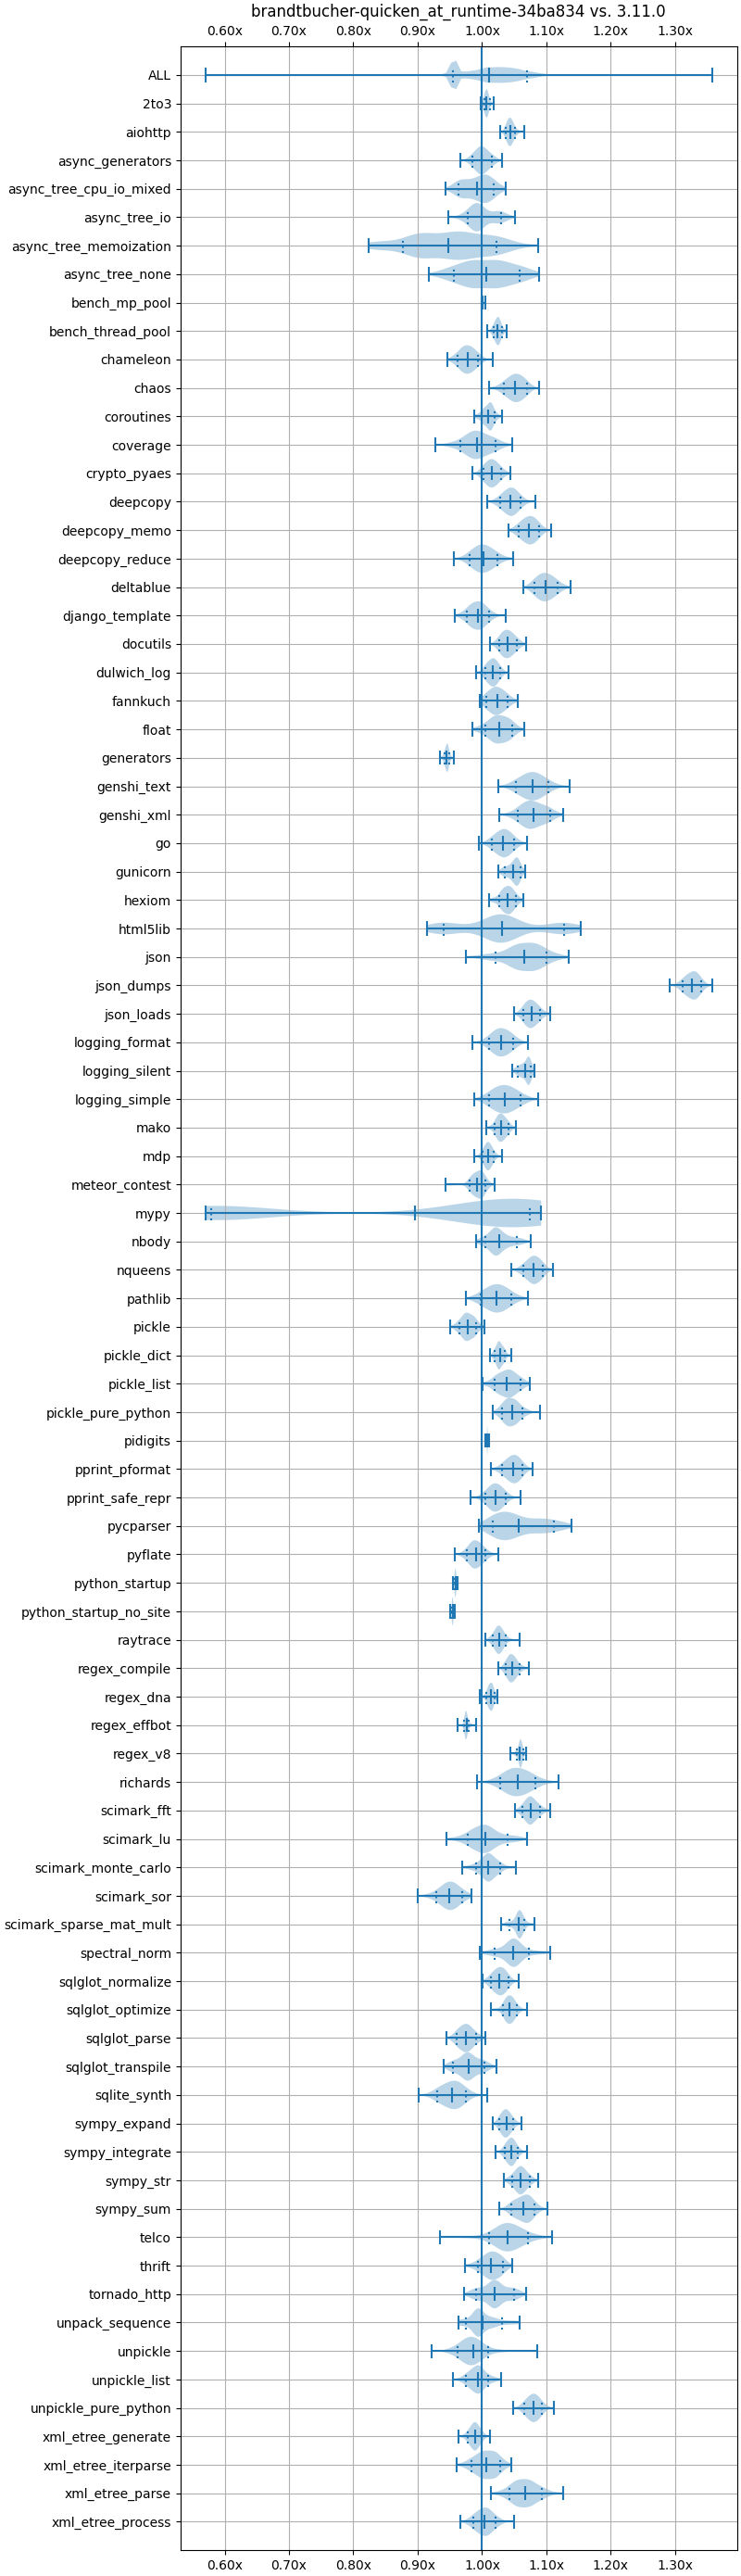 brandtbucher-quicken_at_runtime-34ba834 vs. 3.11.0
0.60x 0.70x 0.80x 0.90x 1.00x 1.10x 1.20x 1.30x
ALL
2to3
aiohttp
async_generators
async_tree_cpu_io_mixed
async_tree_io
async_tree_memoization
async_tree_none
bench_mp_pool
bench_thread_pool
chameleon
chaos
coroutines
coverage
crypto_pyaes
deepcopy
deepcopy_memo
deepcopy_reduce
deltablue
django_template
docutils
dulwich_log
fannkuch
float
generators
genshi_text
genshi_xml
go
gunicorn
hexiom
html5lib
json
json_dumps
json_loads
logging_format
logging_silent
logging_simple
mako
mdp
meteor_contest
mypy
nbody
nqueens
pathlib
pickle
pickle_dict
pickle_list
pickle_pure_python
pidigits
pprint_pformat
pprint_safe_repr
pycparser
pyflate
python_startup
python_startup_no_site
raytrace
regex_compile
regex_dna
regex_effbot
regex_v8
richards
scimark_fft
scimark_lu
scimark_monte_carlo
scimark_sor
scimark_sparse_mat_mult
spectral_norm
sqlglot_normalize
sqlglot_optimize
sqlglot_parse
sqlglot_transpile
sqlite_synth
sympy_expand
sympy_integrate
sympy_str
sympy_sum
telco
thrift
tornado_http
unpack_sequence
unpickle
unpickle_list
unpickle_pure_python
xml_etree_generate
xml_etree_iterparse
xml_etree_parse
xml_etree_process
0.60x 0.70x 0.80x 0.90x 1.00x 1.10x 1.20x 1.30x